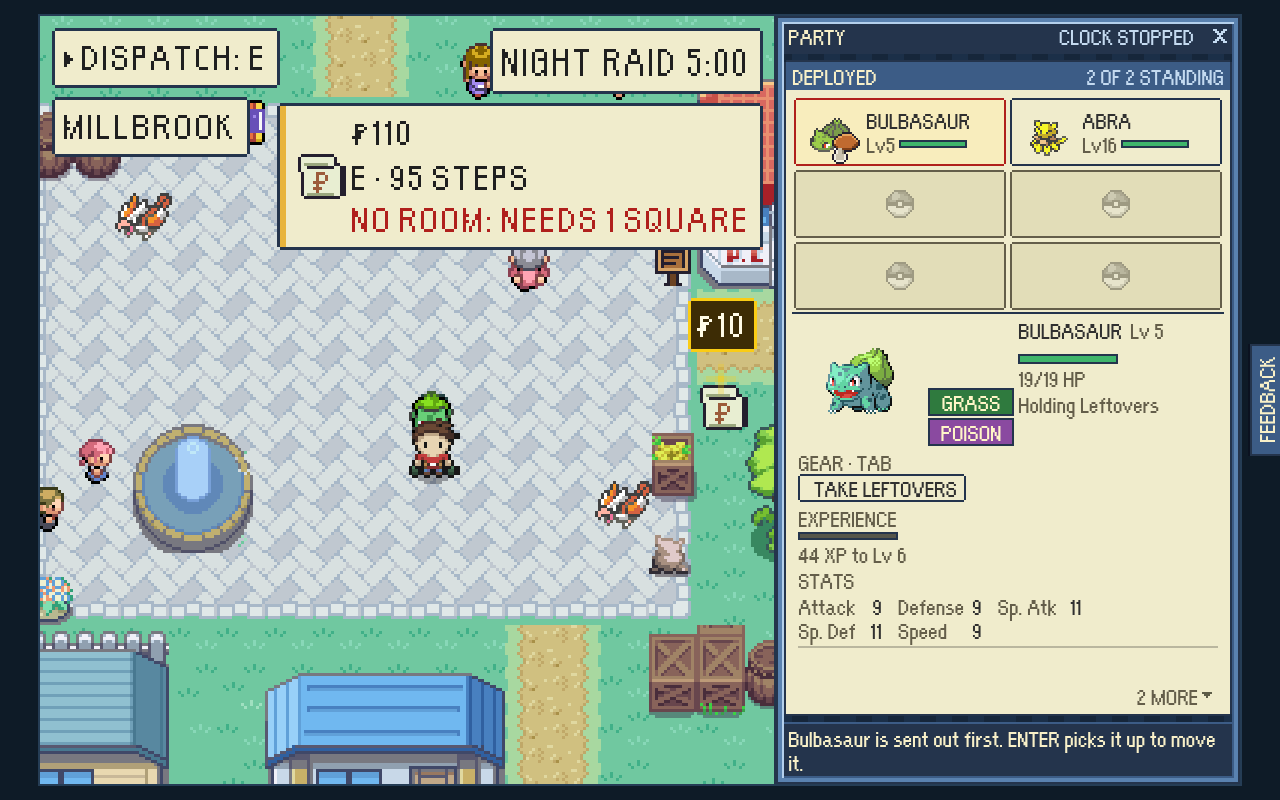 DISPATCH: E
NIGHT RAID 5:00
MILLBROOK
₽110
E · 95 STEPS
NO ROOM: NEEDS 1 SQUARE
₽10
PARTY
CLOCK STOPPED X
DEPLOYED
2 OF 2 STANDING
BULBASAUR
Lv5
ABRA
Lv16
BULBASAUR Lv 5
19/19 HP
GRASS
Holding Leftovers
POISON
GEAR · TAB
TAKE LEFTOVERS
EXPERIENCE
44 XP to Lv 6
STATS
Attack 9 Defense 9 Sp. Atk 11
Sp. Def 11 Speed 9
2 MORE
Bulbasaur is sent out first. ENTER picks it up to move
it.
FEEDBACK